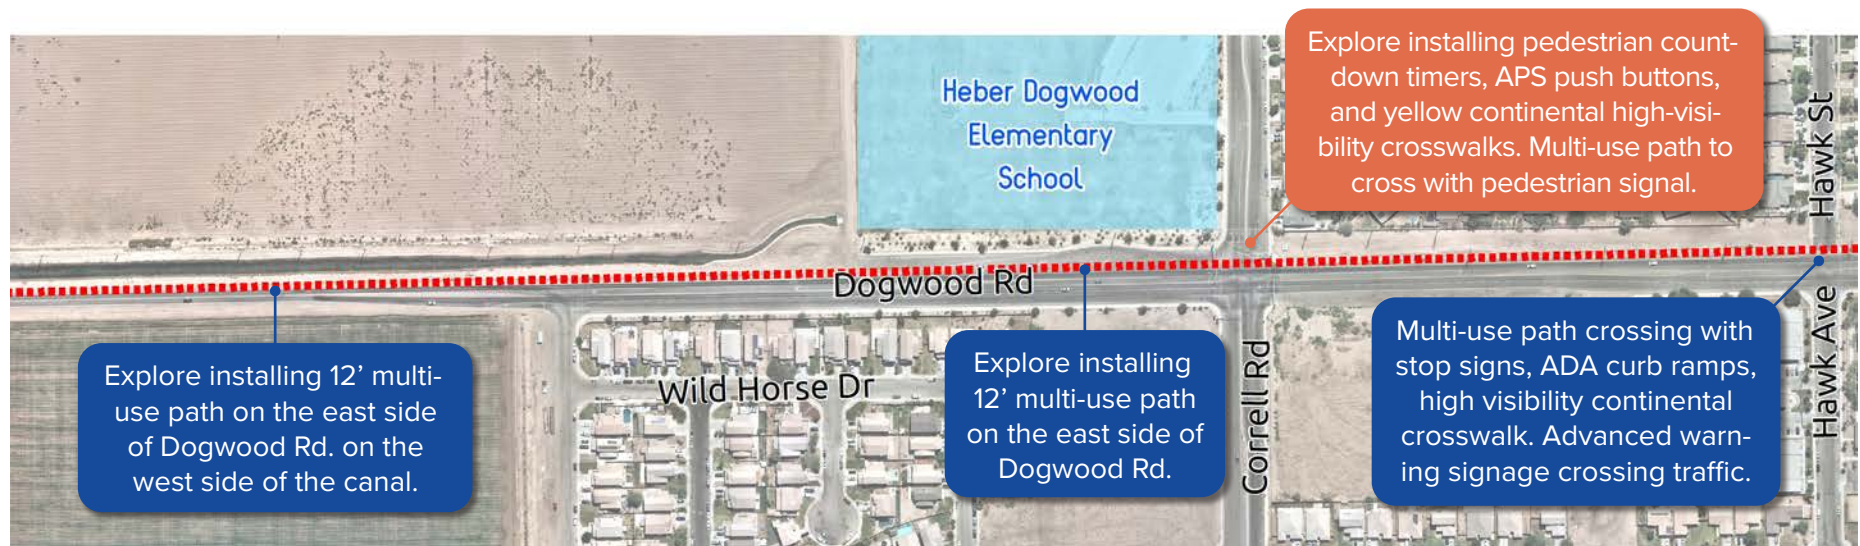 Explore installing pedestrian count-
down timers, APS push buttons,
and yellow continental high-visi-
bility crosswalks. Multi-use path to
cross with pedestrian signal.
Heber Dogwood
Elementary
School
Hawk St
Dogwood Rd
Explore installing 12’ multi-
use path on the east side
of Dogwood Rd. on the
west side of the canal.
Wild Horse Dr
Explore installing
12’ multi-use path
on the east side of
Dogwood Rd.
Correll Rd
Multi-use path crossing with
stop signs, ADA curb ramps,
high visibility continental
crosswalk. Advanced warn-
ing signage crossing traffic.
Hawk Ave